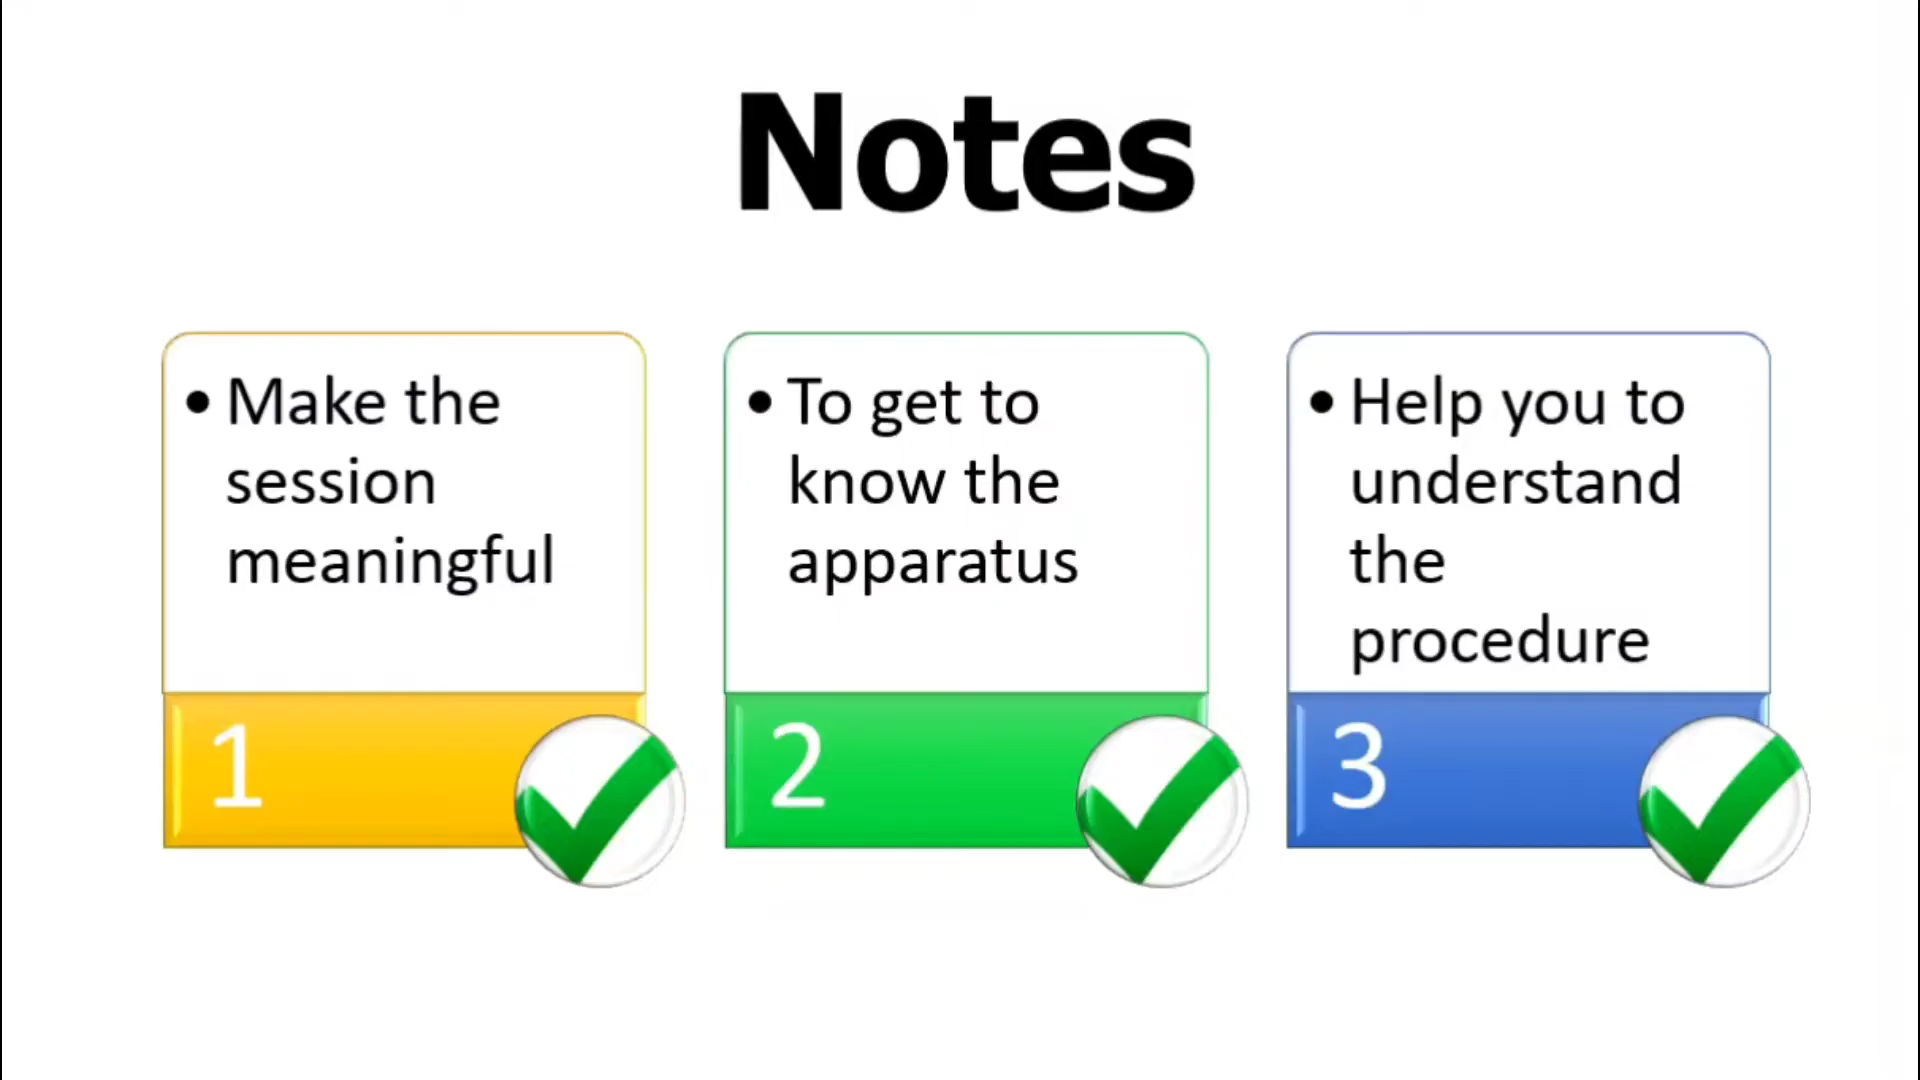 Notes
• Make the
session
meaningful
1
• To get to
know the
apparatus
2
• Help you to
understand
the
procedure
3